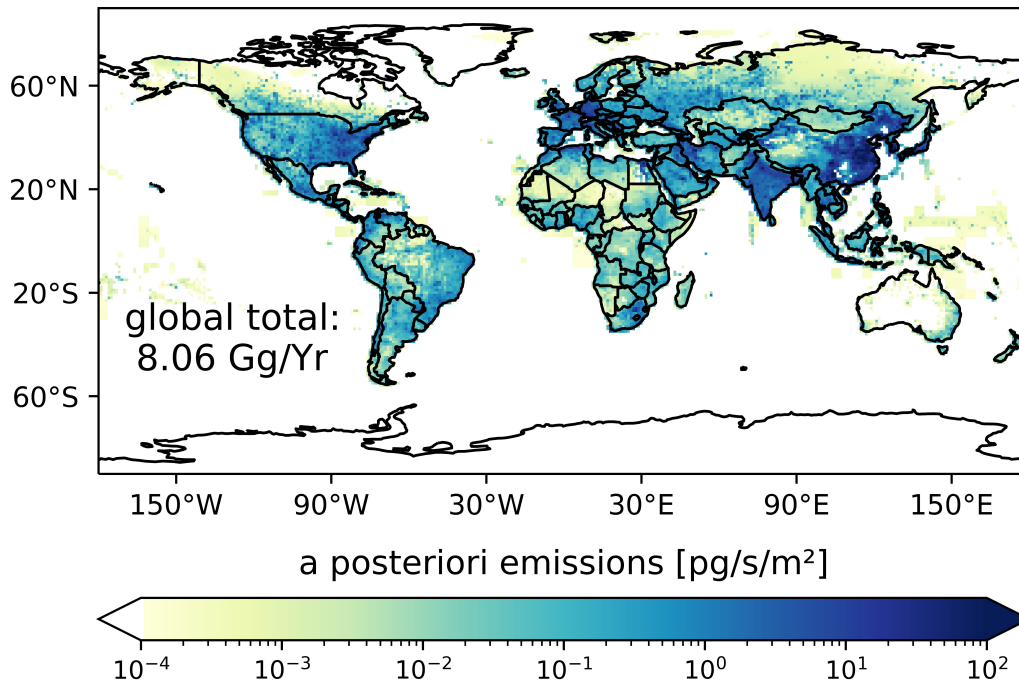 60°N
20°N
20°S
60°S
global total:
8.06 Gg/Yr
150°W 90°W 30°W 30°E 90°E 150°E
a posteriori emissions [pg/s/m²]
10⁻⁴ 10⁻³ 10⁻² 10⁻¹ 10⁰ 10¹ 10²